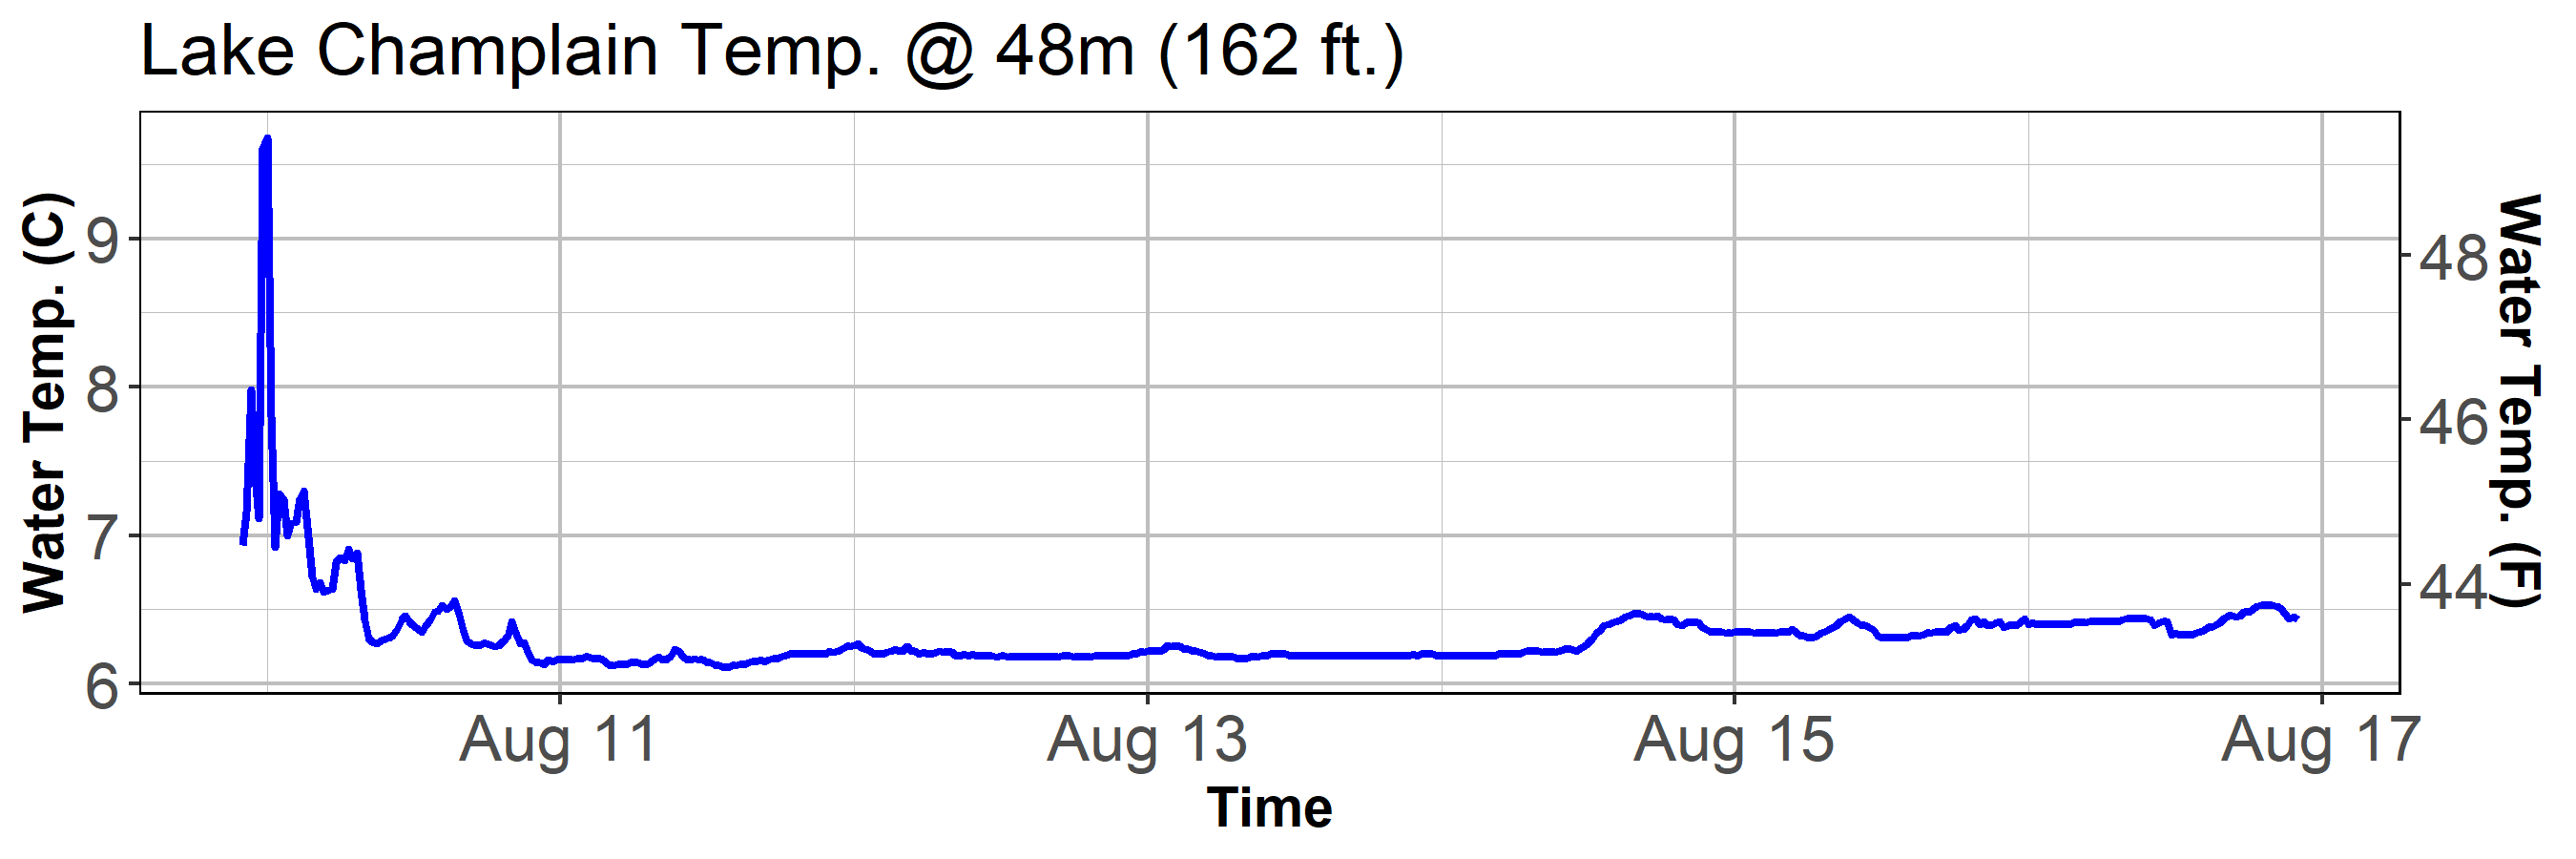 Lake Champlain Temp. @ 48m (162 ft.)
Water Temp. (C)
9
8
7
6
48
46
44
Water Temp. (F)
Aug 11 Aug 13 Aug 15 Aug 17
Time